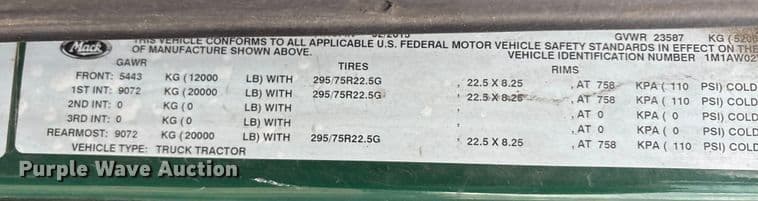 02/2015
GVWR 23587 KG (5200
Mack
THIS VEHICLE CONFORMS TO ALL APPLICABLE U.S. FEDERAL MOTOR VEHICLE SAFETY STANDARDS IN EFFECT ON THE
OF MANUFACTURE SHOWN ABOVE. VEHICLE IDENTIFICATION NUMBER 1M1AW02
GAWR TIRES RIMS
FRONT: 5443 KG (12000 LB) WITH 295/75R22.5G , 22.5 X 8.25 , AT 758 KPA ( 110 PSI) COLD
1ST INT: 9072 KG (20000 LB) WITH 295/75R22.5G , 22.5 X 8.25 , AT 758 KPA ( 110 PSI) COLD
2ND INT: 0 KG (0 LB) WITH , , AT 0 KPA ( 0 PSI) COLD
3RD INT: 0 KG (0 LB) WITH , , AT 0 KPA ( 0 PSI) COLD
REARMOST: 9072 KG (20000 LB) WITH 295/75R22.5G , 22.5 X 8.25 , AT 758 KPA ( 110 PSI) COLD
VEHICLE TYPE: TRUCK TRACTOR
Purple Wave Auction